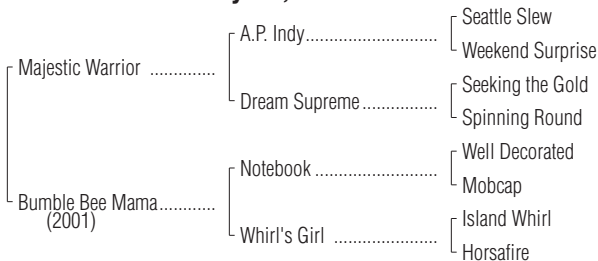 Seattle Slew
A.P. Indy
Weekend Surprise
Majestic Warrior
Seeking the Gold
Dream Supreme
Spinning Round
Well Decorated
Notebook
Mobcap
Bumble Bee Mama
(2001)
Island Whirl
Whirl's Girl
Horsafire